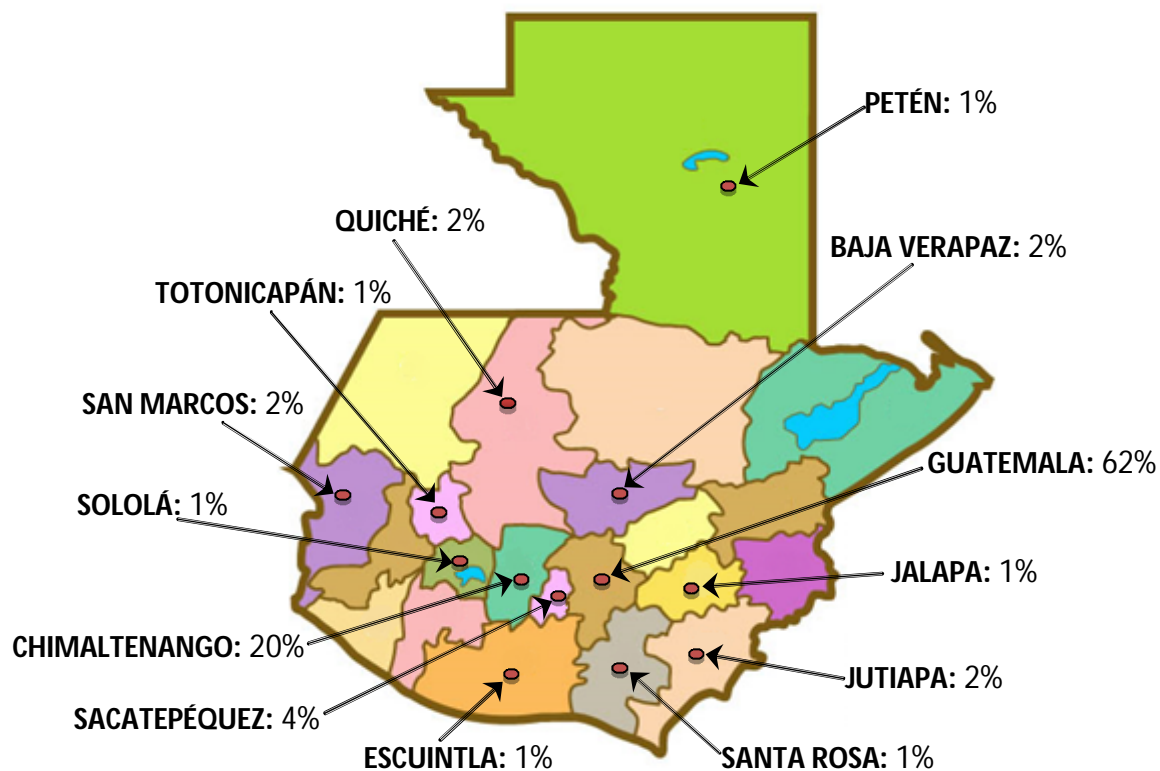 PETÉN: 1%
QUICHÉ: 2%
BAJA VERAPAZ: 2%
TOTONICAPÁN: 1%
SAN MARCOS: 2%
GUATEMALA: 62%
SOLOLÁ: 1%
JALAPA: 1%
CHIMALTENANGO: 20%
JUTIAPA: 2%
SACATEPÉQUEZ: 4%
ESCUINTLA: 1%
SANTA ROSA: 1%